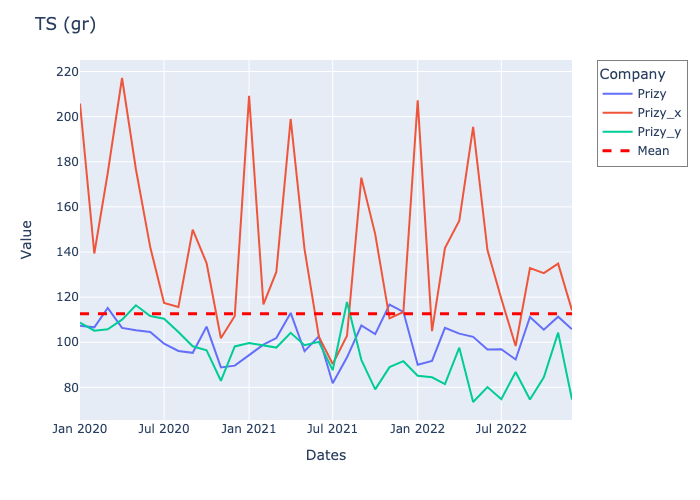 TS (gr)
Company
Prizy
Prizy_x
Prizy_y
Mean
Value
220
200
180
160
140
120
100
80
Jan 2020
Jul 2020
Jan 2021
Jul 2021
Jan 2022
Jul 2022
Dates